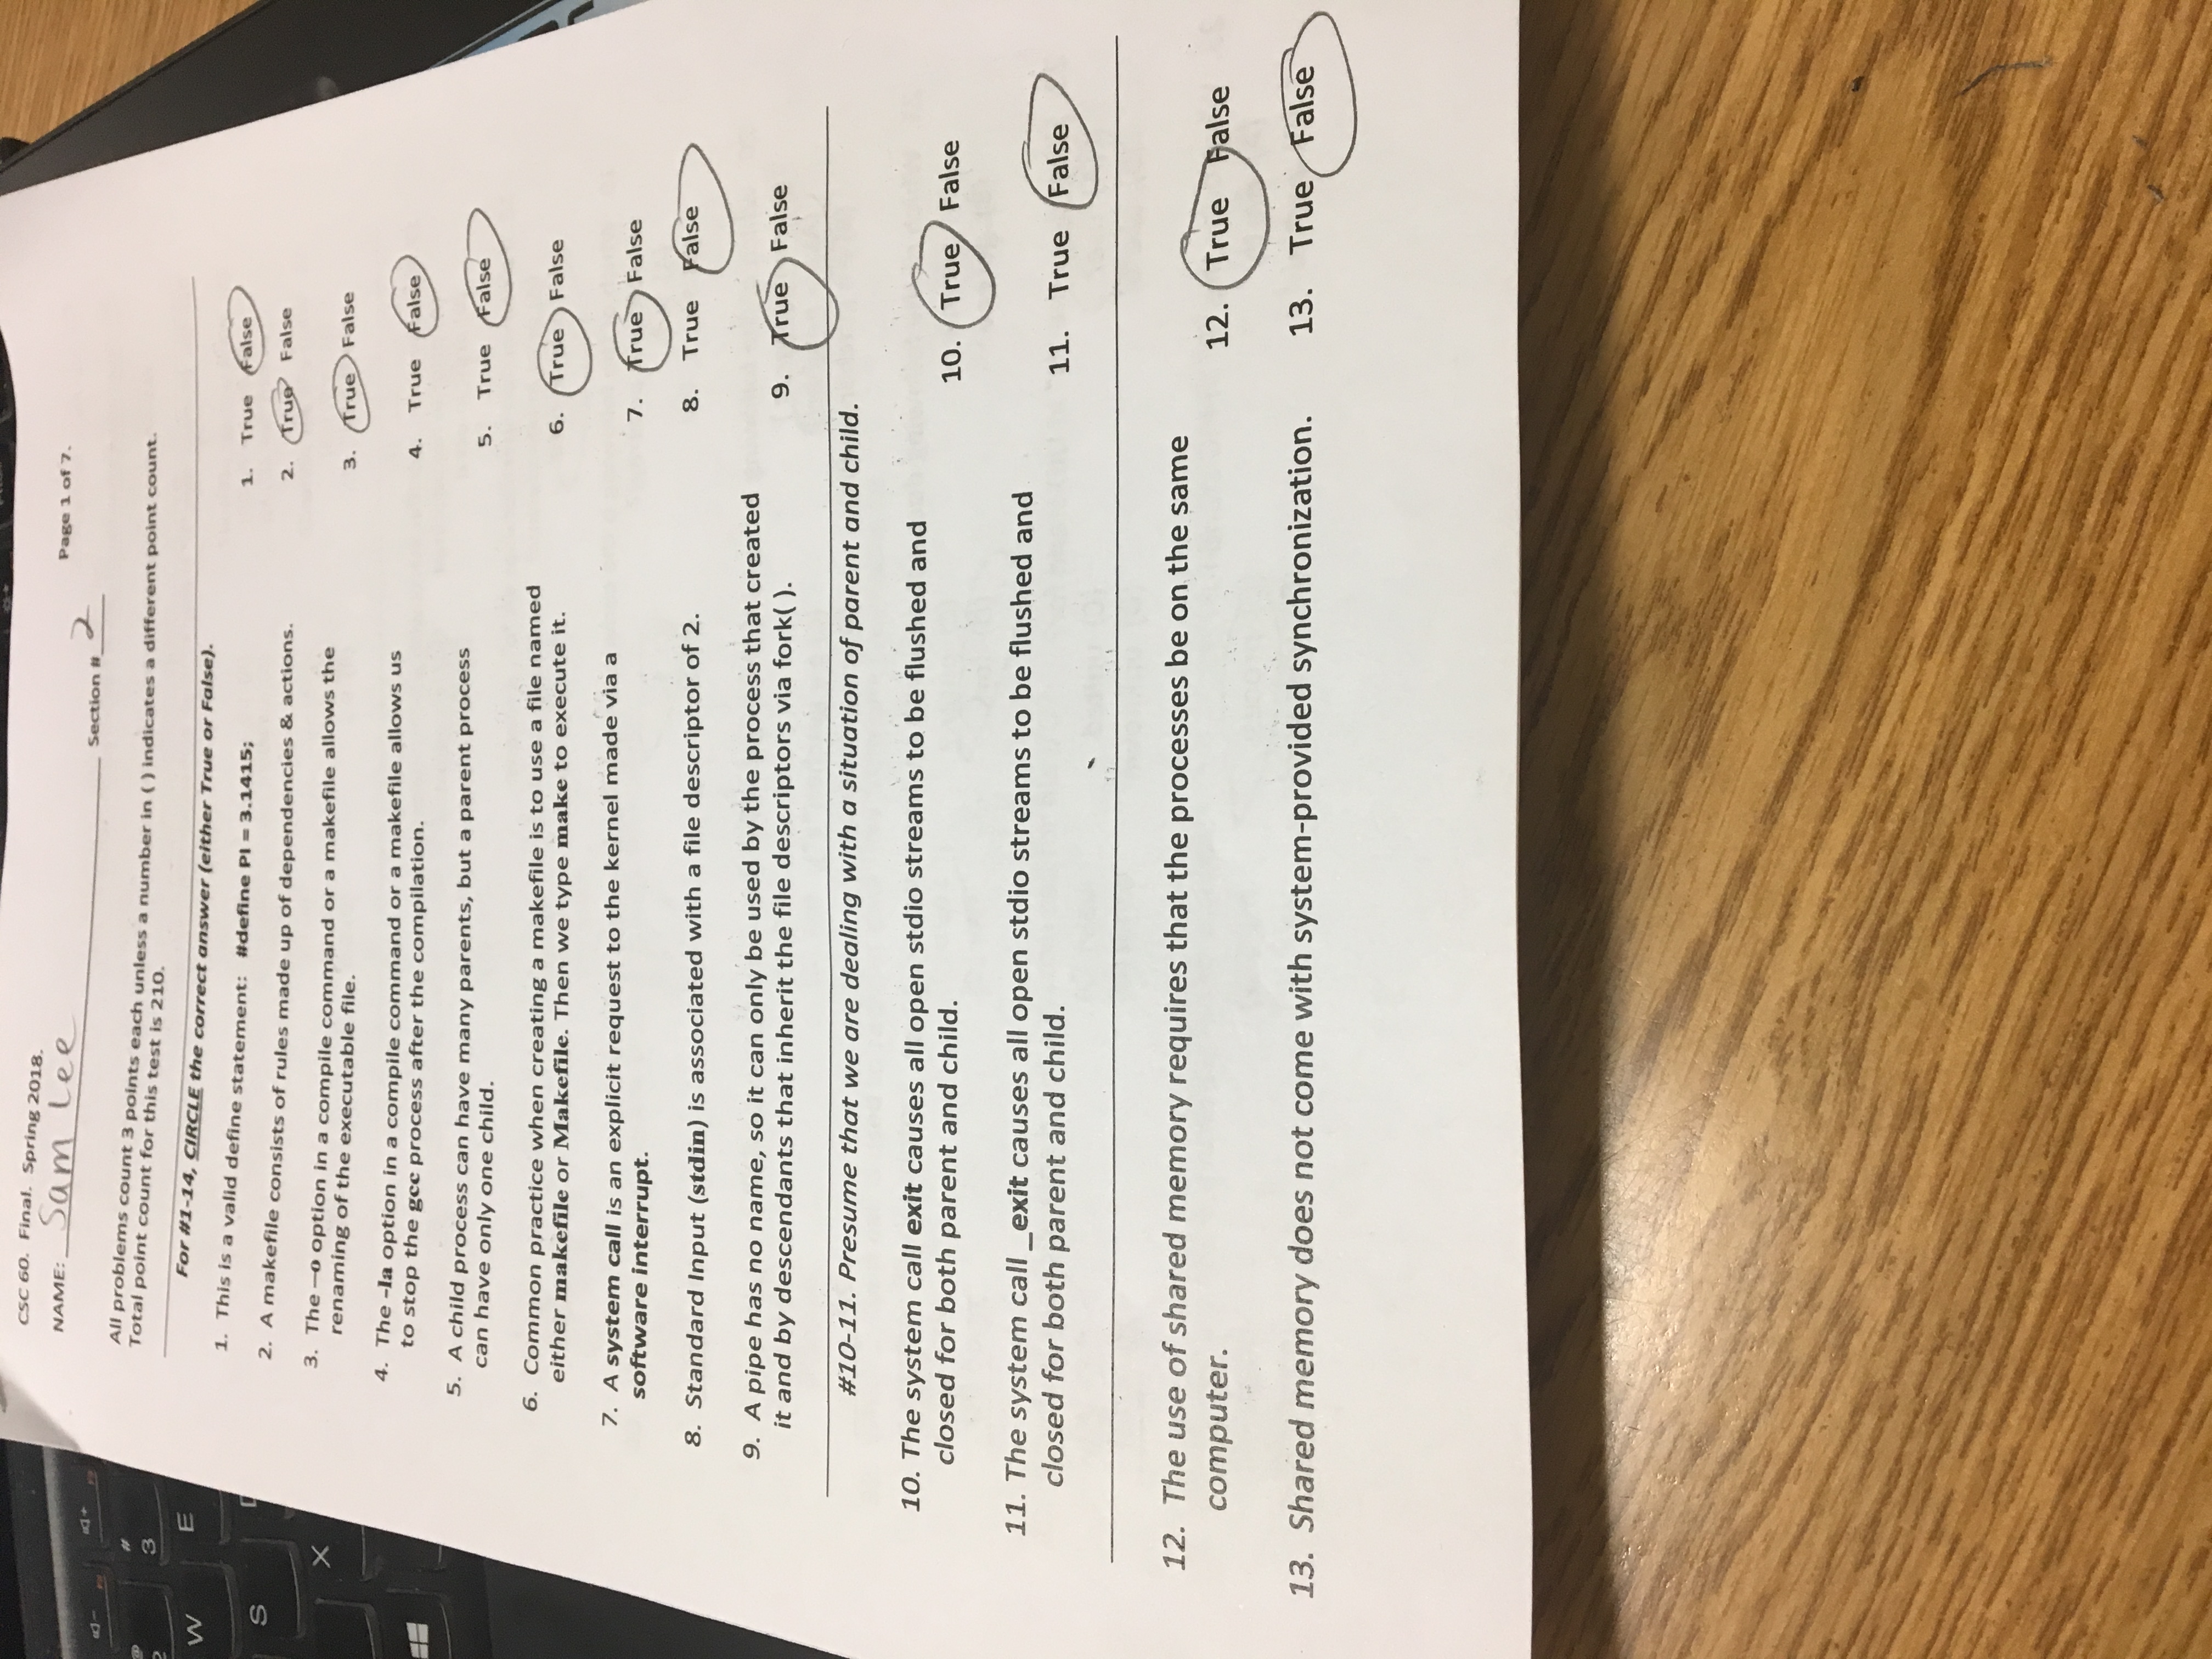 CSC 60. Final. Spring 2018.
Page 1 of 7.
NAME: Sam Lee Section # 2
All problems count 3 points each unless a number in ( ) indicates a different point count.
Total point count for this test is 210.
For #1-14, CIRCLE the correct answer (either True or False).
1. This is a valid define statement: #define PI = 3.1415; 1. True False
2. A makefile consists of rules made up of dependencies & actions. 2. True False
3. The –o option in a compile command or a makefile allows the
renaming of the executable file. 3. True False
4. The -la option in a compile command or a makefile allows us
to stop the gcc process after the compilation. 4. True False
5. A child process can have many parents, but a parent process
can have only one child. 5. True False
6. Common practice when creating a makefile is to use a file named
either makefile or Makefile. Then we type make to execute it. 6. True False
7. A system call is an explicit request to the kernel made via a
software interrupt. 7. True False
8. Standard Input (stdin) is associated with a file descriptor of 2. 8. True False
9. A pipe has no name, so it can only be used by the process that created
it and by descendants that inherit the file descriptors via fork( ). 9. True False
#10-11. Presume that we are dealing with a situation of parent and child.
10. The system call exit causes all open stdio streams to be flushed and
closed for both parent and child. 10. True False
11. The system call _exit causes all open stdio streams to be flushed and
closed for both parent and child. 11. True False
12. The use of shared memory requires that the processes be on the same
computer. 12. True False
13. Shared memory does not come with system-provided synchronization. 13. True False
#
3
W
E
S
X